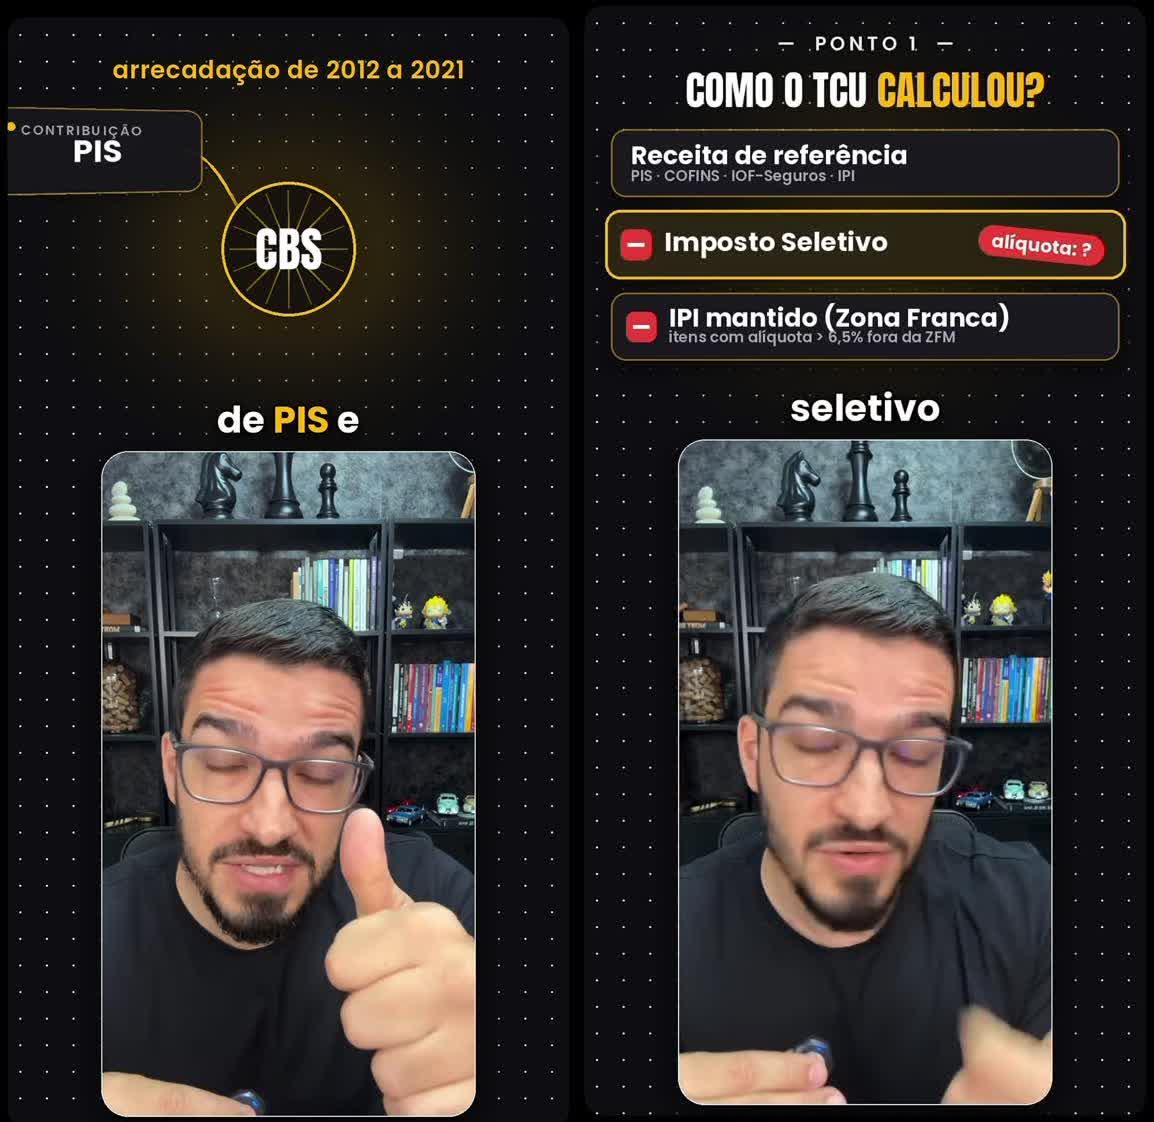 arrecadação de 2012 a 2021
CONTRIBUIÇÃO
PIS
CBS
de PIS e
— PONTO 1 —
COMO O TCU CALCULOU?
Receita de referência
PIS · COFINS · IOF-Seguros · IPI
Imposto Seletivo
alíquota: ?
IPI mantido (Zona Franca)
itens com alíquota > 6,5% fora da ZFM
seletivo